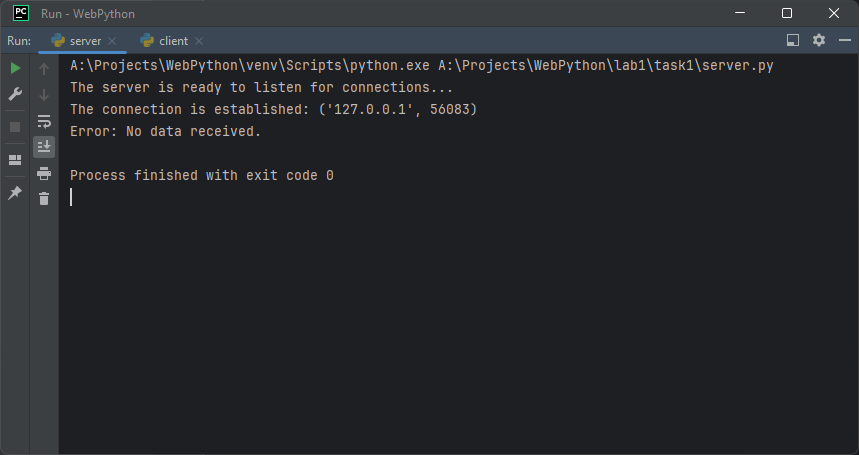 PC Run - WebPython
Run: server client
A:\Projects\WebPython\venv\Scripts\python.exe A:\Projects\WebPython\lab1\task1\server.py
The server is ready to listen for connections...
The connection is established: ('127.0.0.1', 56083)
Error: No data received.
Process finished with exit code 0